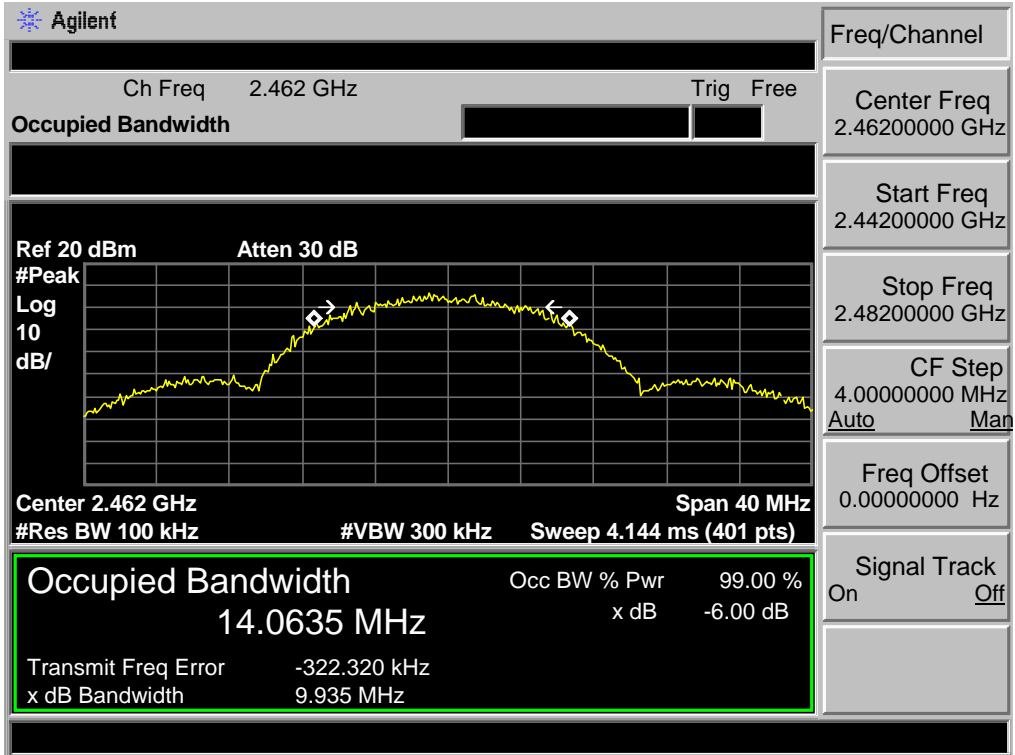 Agilent
Freq/Channel
Ch Freq 2.462 GHz Trig Free
Occupied Bandwidth
Center Freq
2.46200000 GHz
Start Freq
2.44200000 GHz
Stop Freq
2.48200000 GHz
CF Step
4.00000000 MHz
Auto Man
Freq Offset
0.00000000 Hz
Signal Track
On Off
Ref 20 dBm Atten 30 dB
#Peak
Log
10
dB/
Center 2.462 GHz Span 40 MHz
#Res BW 100 kHz #VBW 300 kHz Sweep 4.144 ms (401 pts)
Occupied Bandwidth Occ BW % Pwr 99.00 %
14.0635 MHz x dB -6.00 dB
Transmit Freq Error -322.320 kHz
x dB Bandwidth 9.935 MHz